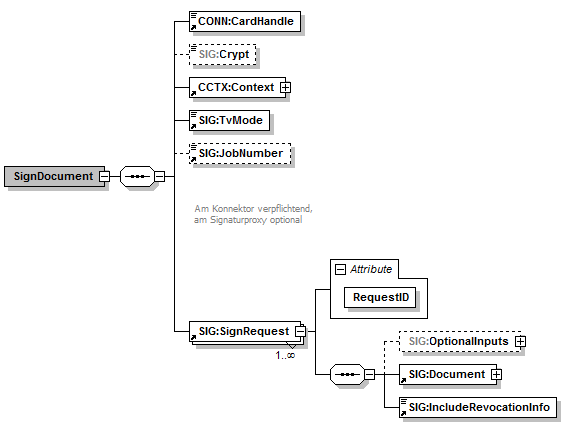 CONN:CardHandle
SIG:Crypt
CCTX:Context
SIG:TvMode
SIG:JobNumber
SignDocument
Am Konnektor verpflichtend,
am Signaturproxy optional
Attribute
RequestID
SIG:SignRequest
1..∞
SIG:OptionalInputs
SIG:Document
SIG:IncludeRevocationInfo